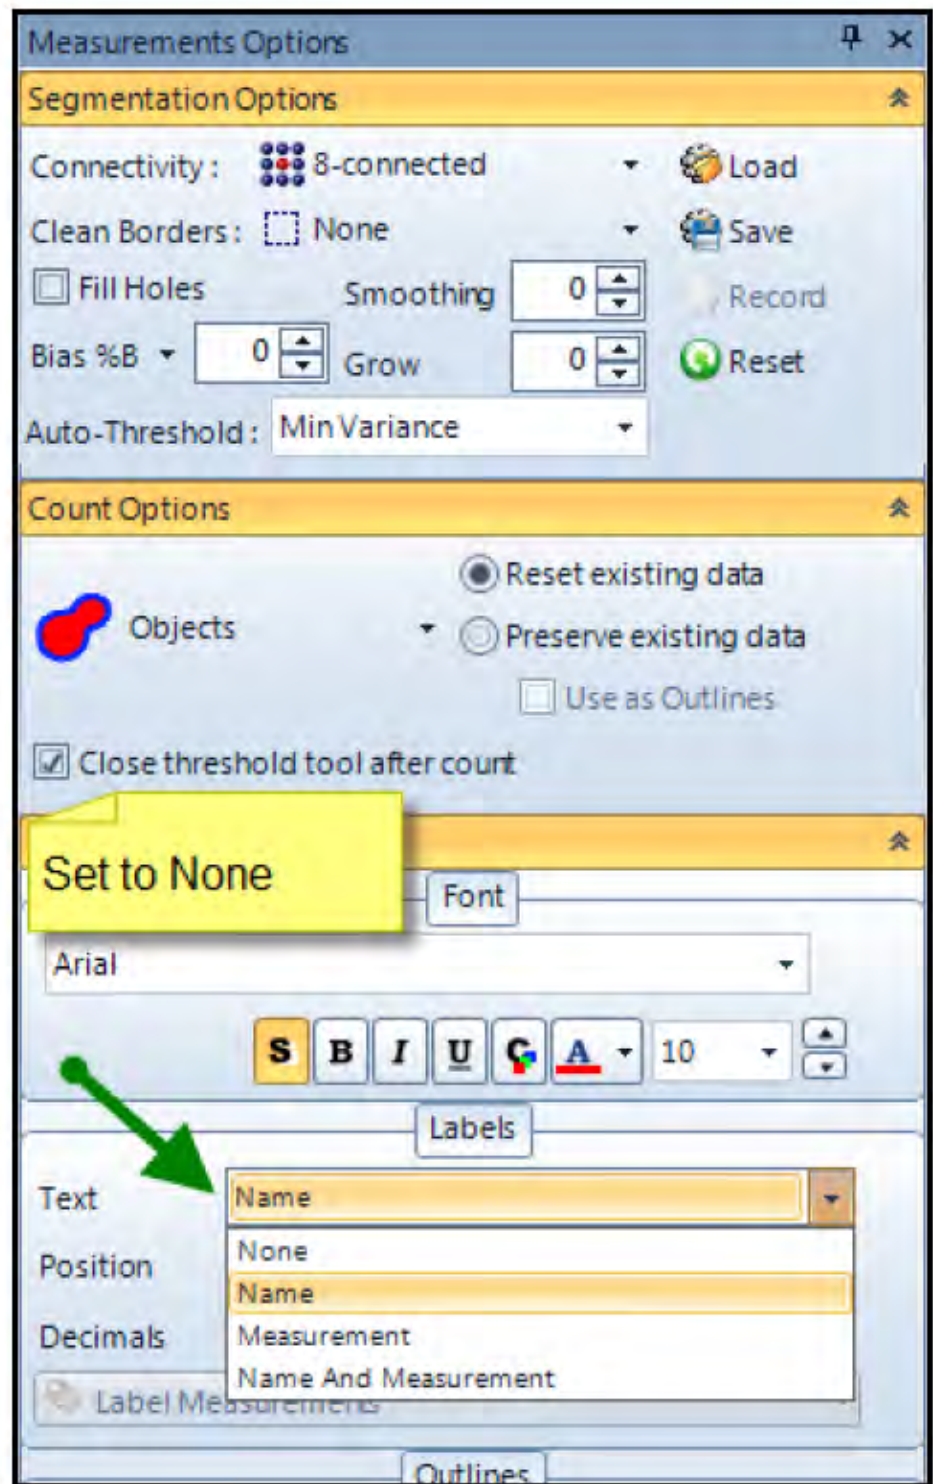 Measurements Options
Segmentation Options
Connectivity : 8-connected Load
Clean Borders : None Save
Fill Holes Smoothing 0 Record
Bias %B 0 Grow 0 Reset
Auto-Threshold : Min Variance
Count Options
Reset existing data
Objects
Preserve existing data
Use as Outlines
Close threshold tool after count
Set to None
Font
Arial
S B I U C A 10
Labels
Text Name
None
Position
Name
Decimals Measurement
Name And Measurement
Label Measurements
Outlines